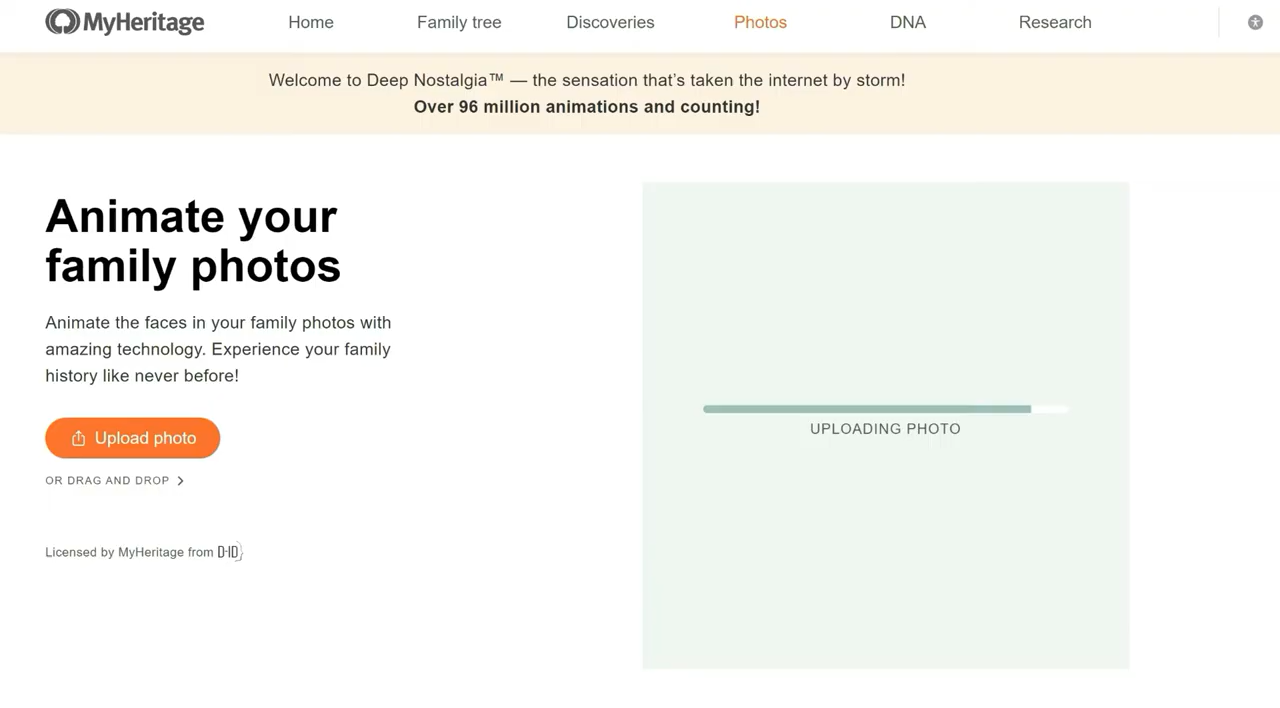 MyHeritage
Home
Family tree
Discoveries
Photos
DNA
Research
Welcome to Deep Nostalgia™ — the sensation that's taken the internet by storm!
Over 96 million animations and counting!
Animate your
family photos
Animate the faces in your family photos with
amazing technology. Experience your family
history like never before!
Upload photo
OR DRAG AND DROP
Licensed by MyHeritage from D-ID
UPLOADING PHOTO